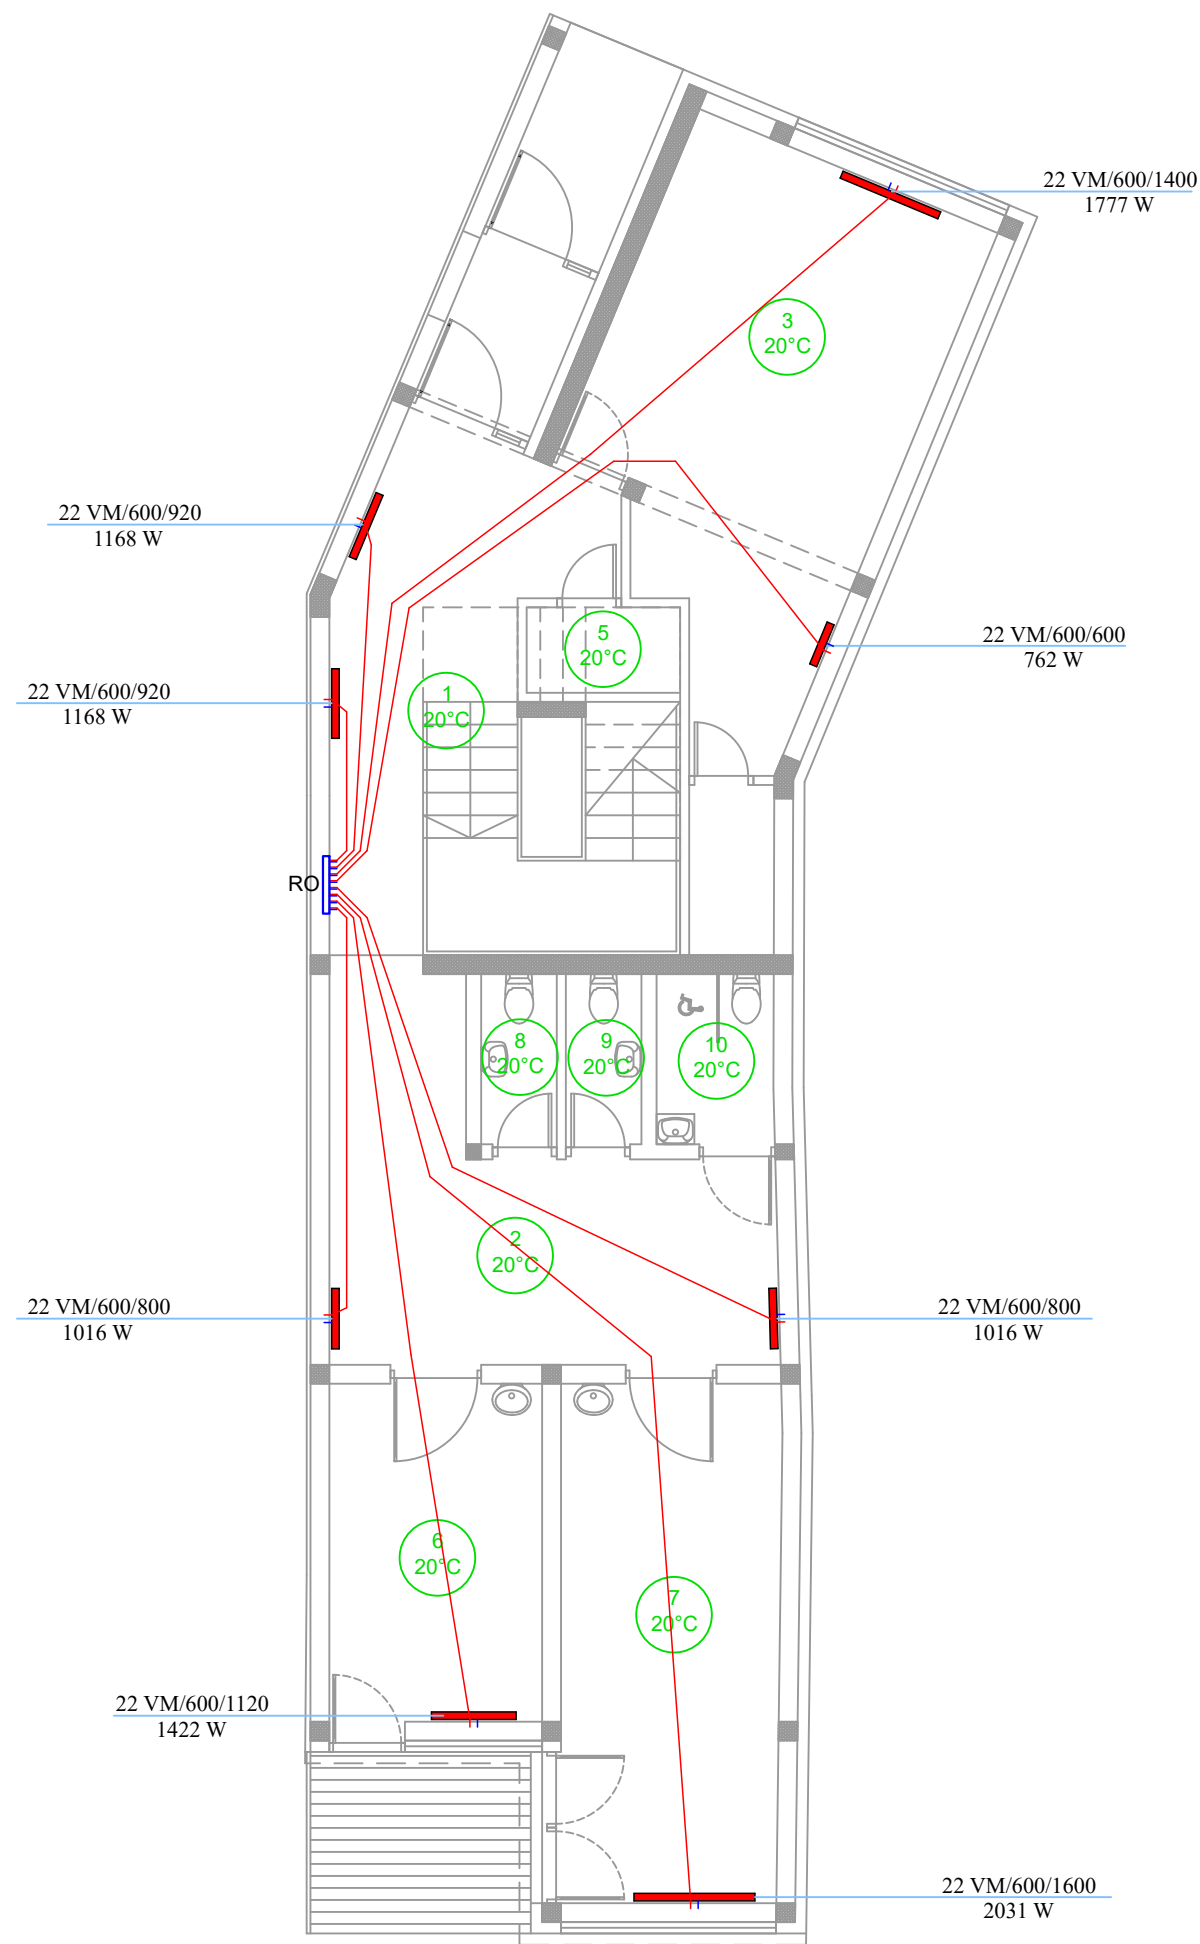 22 VM/600/1400
1777 W
3
20°C
22 VM/600/920
1168 W
5
20°C
22 VM/600/600
762 W
22 VM/600/920
1168 W
1
20°C
RO
8
20°C
9
20°C
10
20°C
2
20°C
22 VM/600/800
1016 W
22 VM/600/800
1016 W
6
20°C
7
20°C
22 VM/600/1120
1422 W
22 VM/600/1600
2031 W